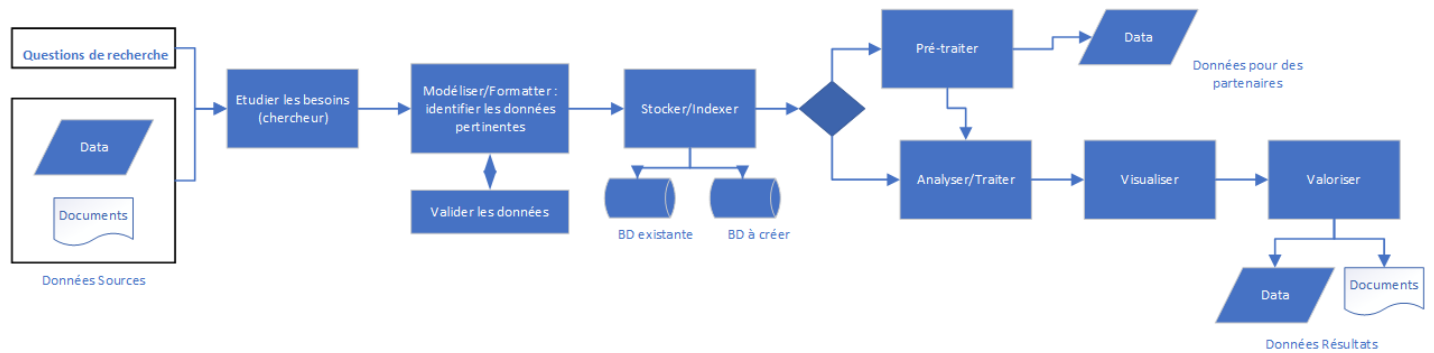 Questions de recherche
Data
Documents
Données Sources
Etudier les besoins
(chercheur)
Modéliser/Formatter :
identifier les données
pertinentes
Valider les données
Stocker/Indexer
BD existante
BD à créer
Pré-traiter
Data
Données pour des
partenaires
Analyser/Traiter
Visualiser
Valoriser
Data
Documents
Données Résultats